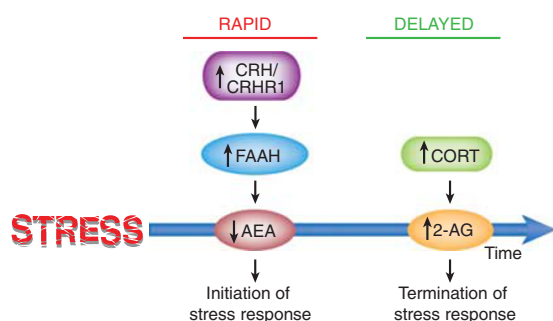 RAPID
DELAYED
↑ CRH/
CRHR1
↑FAAH
↑CORT
STRESS
↓AEA
↑2-AG
Time
Initiation of
stress response
Termination of
stress response